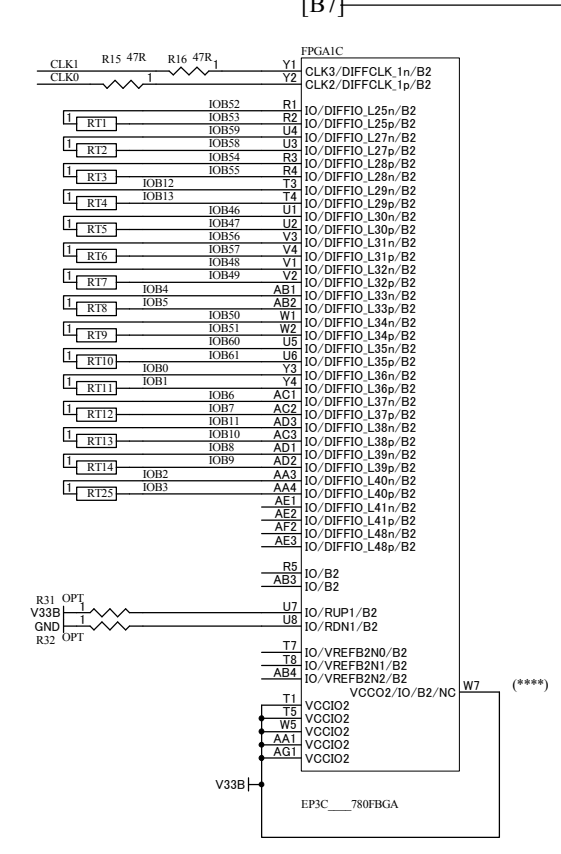 [B7]
FPGA1C
CLK1 R15 47R R16 47R 1 Y1 CLK3/DIFFCLK_1n/B2
CLK0 1 Y2 CLK2/DIFFCLK_1p/B2
IOB52 R1 IO/DIFFIO_L25n/B2
1 RT1 IOB53 R2 IO/DIFFIO_L25p/B2
IOB59 U4 IO/DIFFIO_L27n/B2
1 RT2 IOB58 U3 IO/DIFFIO_L27p/B2
IOB54 R3 IO/DIFFIO_L28p/B2
1 RT3 IOB55 R4 IO/DIFFIO_L28n/B2
IOB12 T3 IO/DIFFIO_L29n/B2
1 RT4 IOB13 T4 IO/DIFFIO_L29p/B2
IOB46 U1 IO/DIFFIO_L30n/B2
1 RT5 IOB47 U2 IO/DIFFIO_L30p/B2
IOB56 V3 IO/DIFFIO_L31n/B2
1 RT6 IOB57 V4 IO/DIFFIO_L31p/B2
IOB48 V1 IO/DIFFIO_L32n/B2
1 RT7 IOB49 V2 IO/DIFFIO_L32p/B2
IOB4 AB1 IO/DIFFIO_L33n/B2
1 RT8 IOB5 AB2 IO/DIFFIO_L33p/B2
IOB50 W1 IO/DIFFIO_L34n/B2
1 RT9 IOB51 W2 IO/DIFFIO_L34p/B2
IOB60 U5 IO/DIFFIO_L35n/B2
1 RT10 IOB61 U6 IO/DIFFIO_L35p/B2
IOB0 Y3 IO/DIFFIO_L36n/B2
1 RT11 IOB1 Y4 IO/DIFFIO_L36p/B2
IOB6 AC1 IO/DIFFIO_L37n/B2
1 RT12 IOB7 AC2 IO/DIFFIO_L37p/B2
IOB11 AD3 IO/DIFFIO_L38n/B2
1 RT13 IOB10 AC3 IO/DIFFIO_L38p/B2
IOB8 AD1 IO/DIFFIO_L39n/B2
1 RT14 IOB9 AD2 IO/DIFFIO_L39p/B2
IOB2 AA3 IO/DIFFIO_L40n/B2
1 RT25 IOB3 AA4 IO/DIFFIO_L40p/B2
AE1 IO/DIFFIO_L41n/B2
AE2 IO/DIFFIO_L41p/B2
AF2 IO/DIFFIO_L48n/B2
AE3 IO/DIFFIO_L48p/B2
R5 IO/B2
AB3 IO/B2
R31 OPT
V33B 1 U7 IO/RUP1/B2
GND 1 U8 IO/RDN1/B2
R32 OPT
T7 IO/VREFB2N0/B2
T8 IO/VREFB2N1/B2
AB4 IO/VREFB2N2/B2
VCCO2/IO/B2/NC W7 (****)
T1 VCCIO2
T5 VCCIO2
W5 VCCIO2
AA1 VCCIO2
AG1 VCCIO2
V33B
EP3C____780FBGA